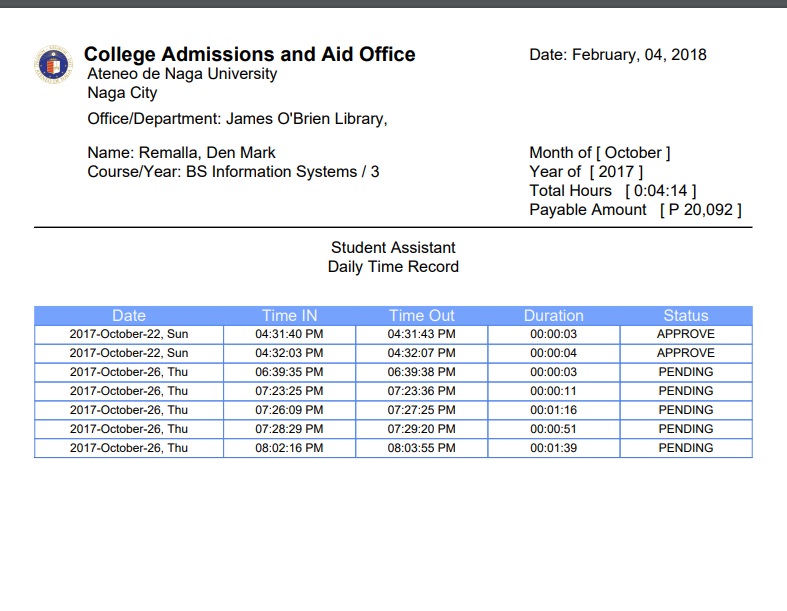 College Admissions and Aid Office
Date: February, 04, 2018
Ateneo de Naga University
Naga City
Office/Department: James O'Brien Library,
Name: Remalla, Den Mark
Course/Year: BS Information Systems / 3
Month of [ October ]
Year of [ 2017 ]
Total Hours [ 0:04:14 ]
Payable Amount [ P 20,092 ]
Student Assistant
Daily Time Record
Date Time IN Time Out Duration Status
2017-October-22, Sun 04:31:40 PM 04:31:43 PM 00:00:03 APPROVE
2017-October-22, Sun 04:32:03 PM 04:32:07 PM 00:00:04 APPROVE
2017-October-26, Thu 06:39:35 PM 06:39:38 PM 00:00:03 PENDING
2017-October-26, Thu 07:23:25 PM 07:23:36 PM 00:00:11 PENDING
2017-October-26, Thu 07:26:09 PM 07:27:25 PM 00:01:16 PENDING
2017-October-26, Thu 07:28:29 PM 07:29:20 PM 00:00:51 PENDING
2017-October-26, Thu 08:02:16 PM 08:03:55 PM 00:01:39 PENDING